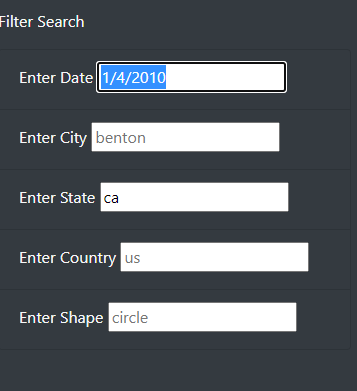 Filter Search
Enter Date 1/4/2010
Enter City benton
Enter State ca
Enter Country us
Enter Shape circle